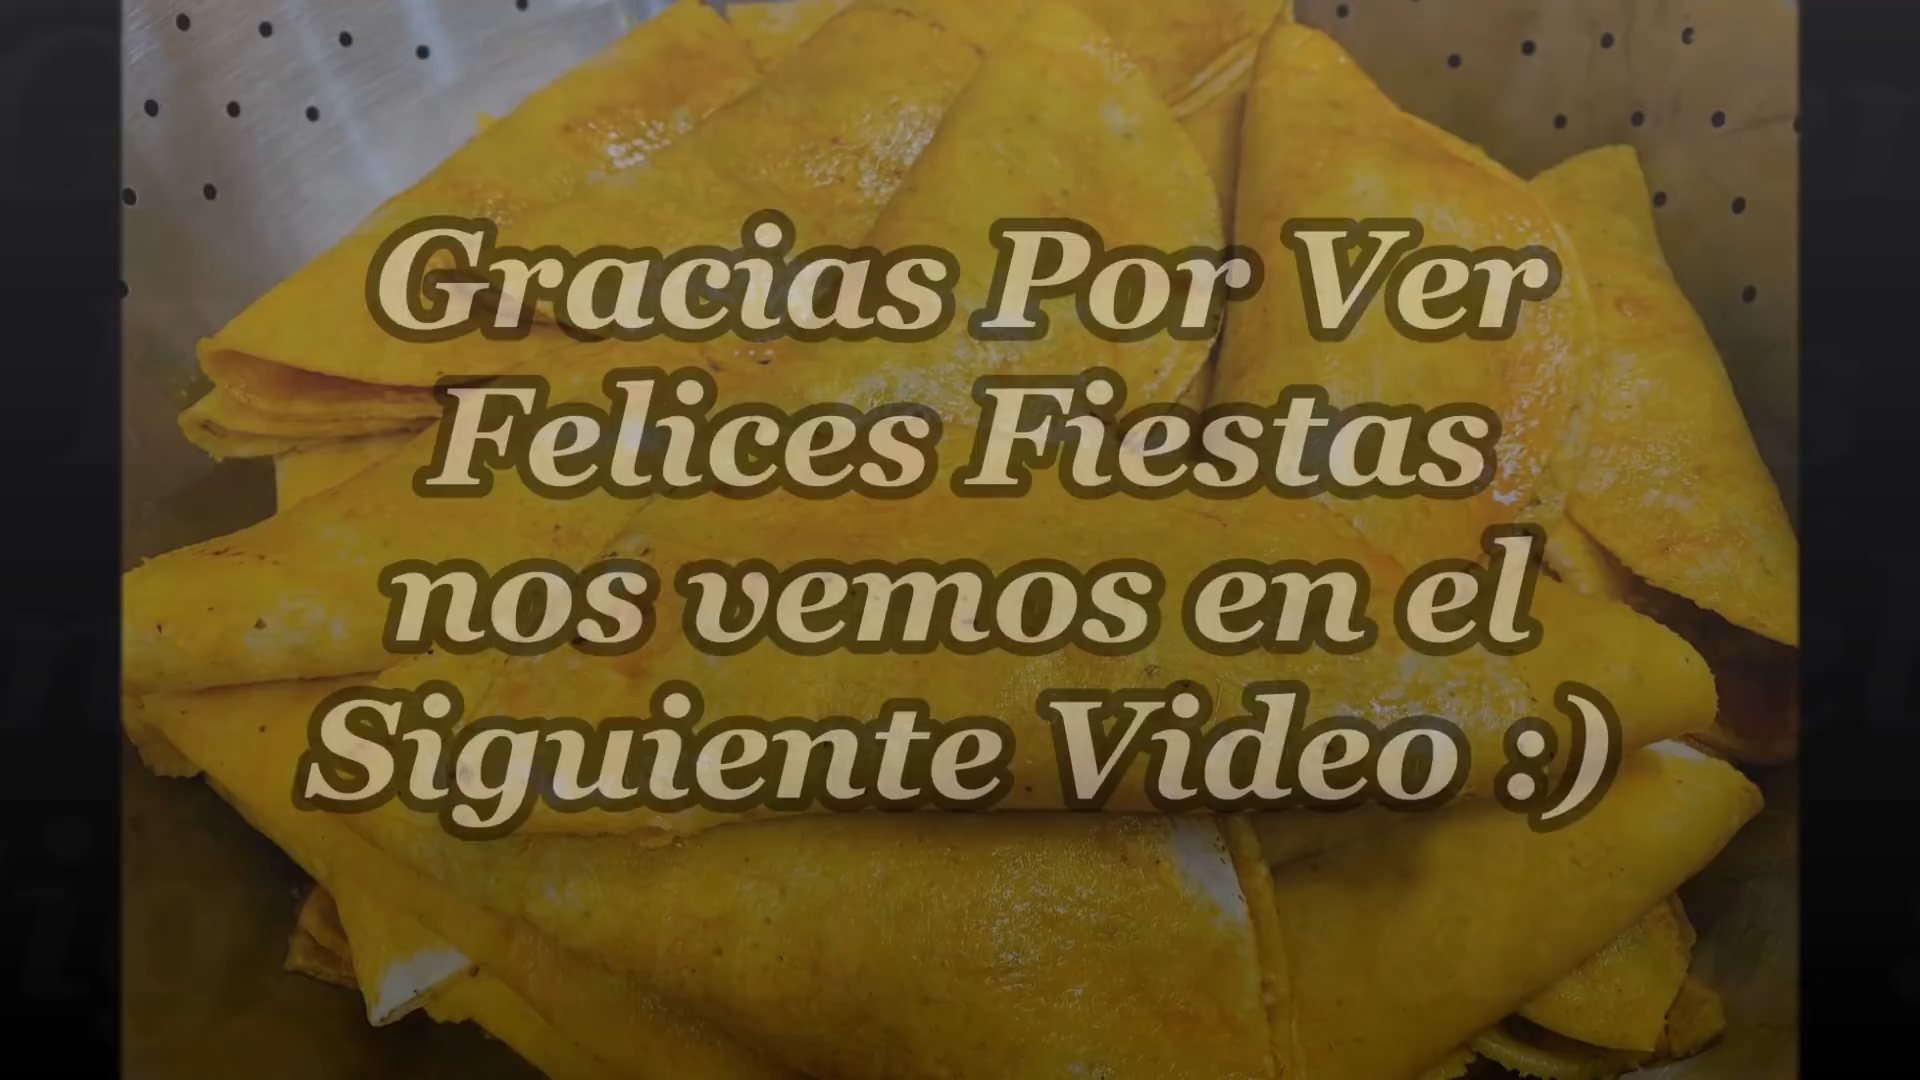 Gracias Por Ver
Felices Fiestas
nos vemos en el
Siguiente Video :)